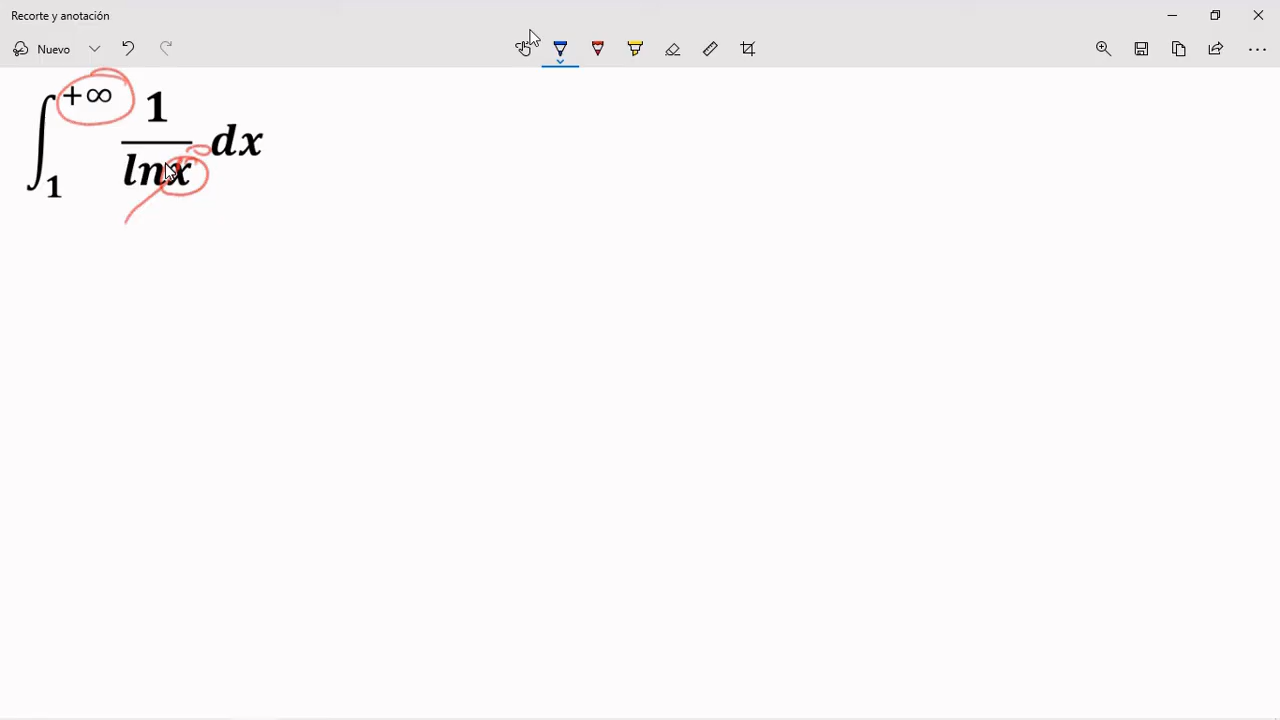 Recorte y anotación
Nuevo
∫₁^{+∞} 1/lnx dx